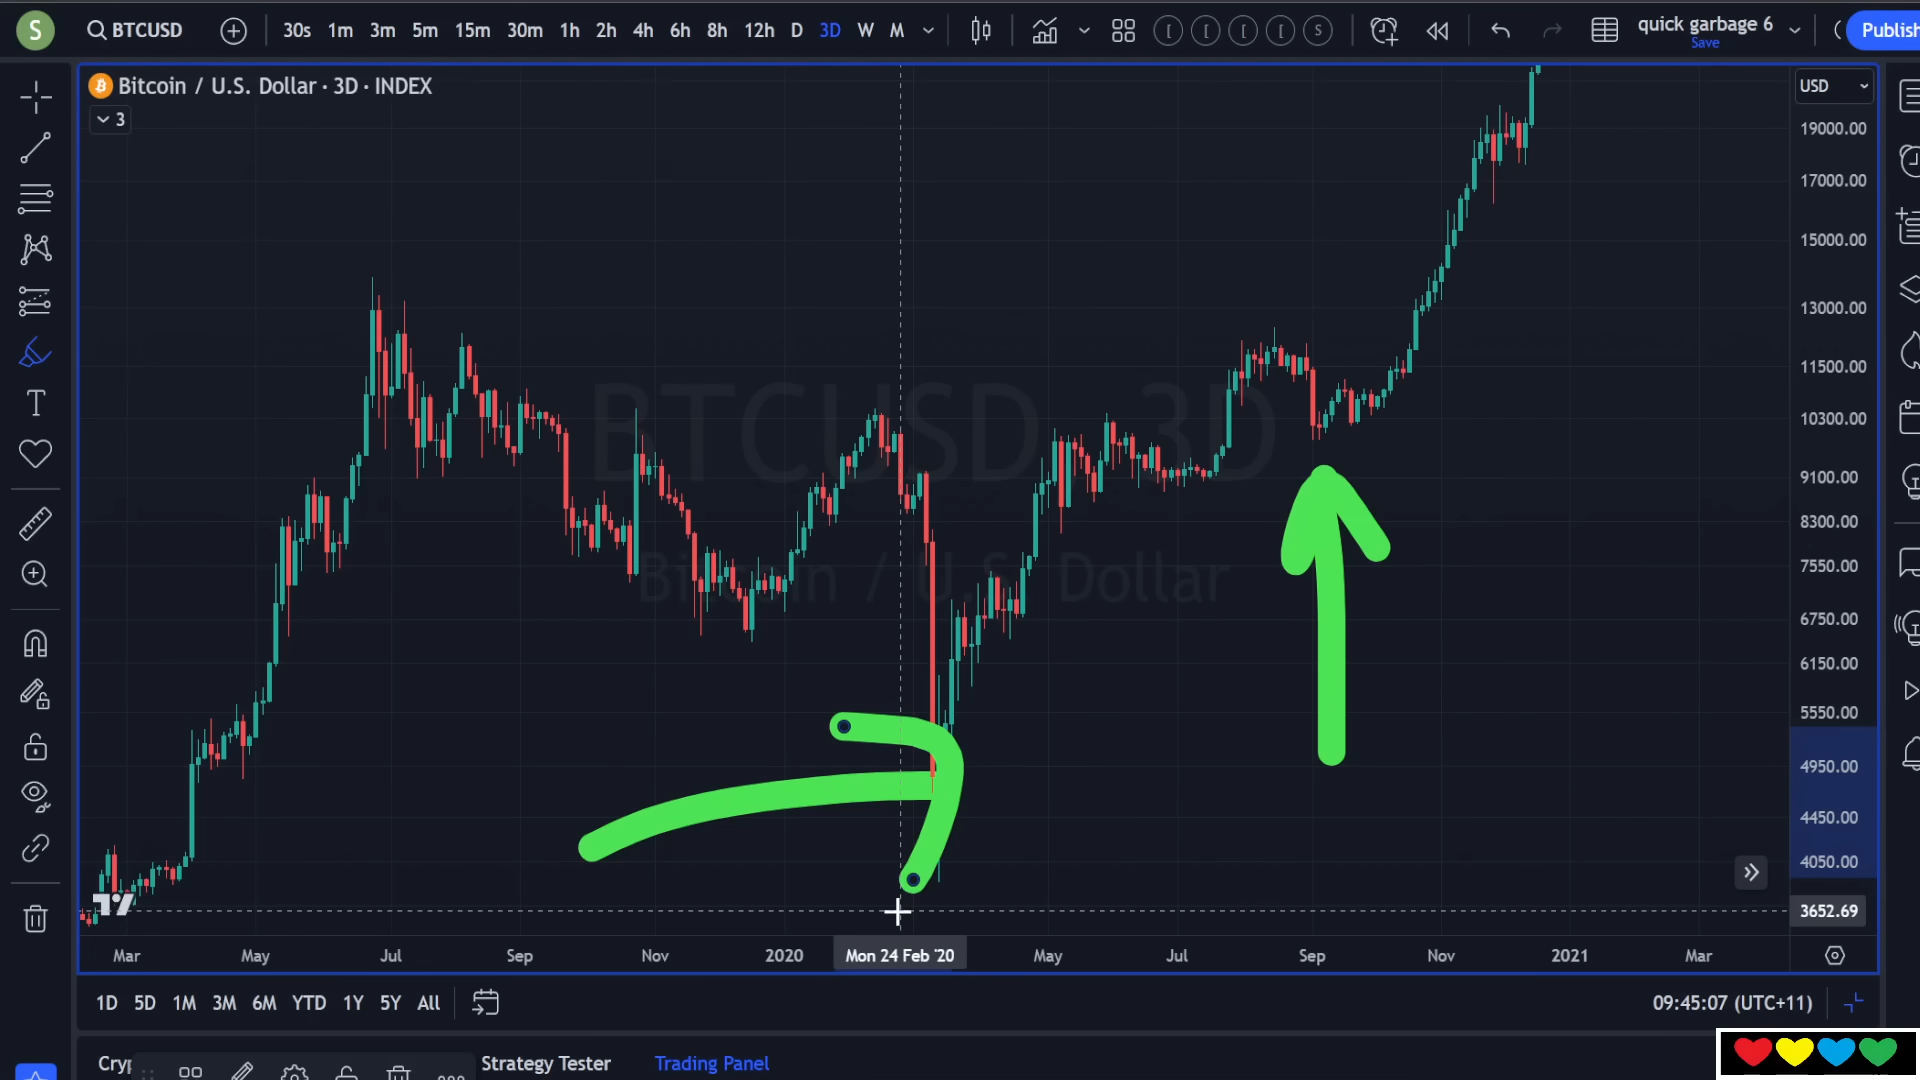 S
BTCUSD 30s 1m 3m 5m 15m 30m 1h 2h 4h 6h 8h 12h D 3D W M [ [ [ [ S quick garbage 6 Publish
Save
Bitcoin / U.S. Dollar · 3D · INDEX
3
USD
19000.00
17000.00
15000.00
13000.00
11500.00
10300.00
9100.00
8300.00
7550.00
6750.00
6150.00
5550.00
4950.00
4450.00
4050.00
3652.69
BTCUSD 3D
Bitcoin / U.S. Dollar
Mar May Jul Sep Nov 2020 Mon 24 Feb '20 May Jul Sep Nov 2021 Mar
1D 5D 1M 3M 6M YTD 1Y 5Y All
09:45:07 (UTC+11)
Strategy Tester Trading Panel